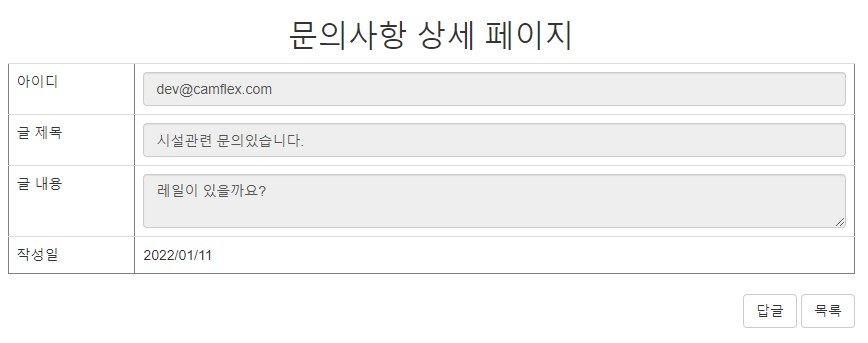 문의사항 상세 페이지
아이디 dev@camflex.com
글 제목 시설관련 문의있습니다.
글 내용 레일이 있을까요?
작성일 2022/01/11
답글 목록